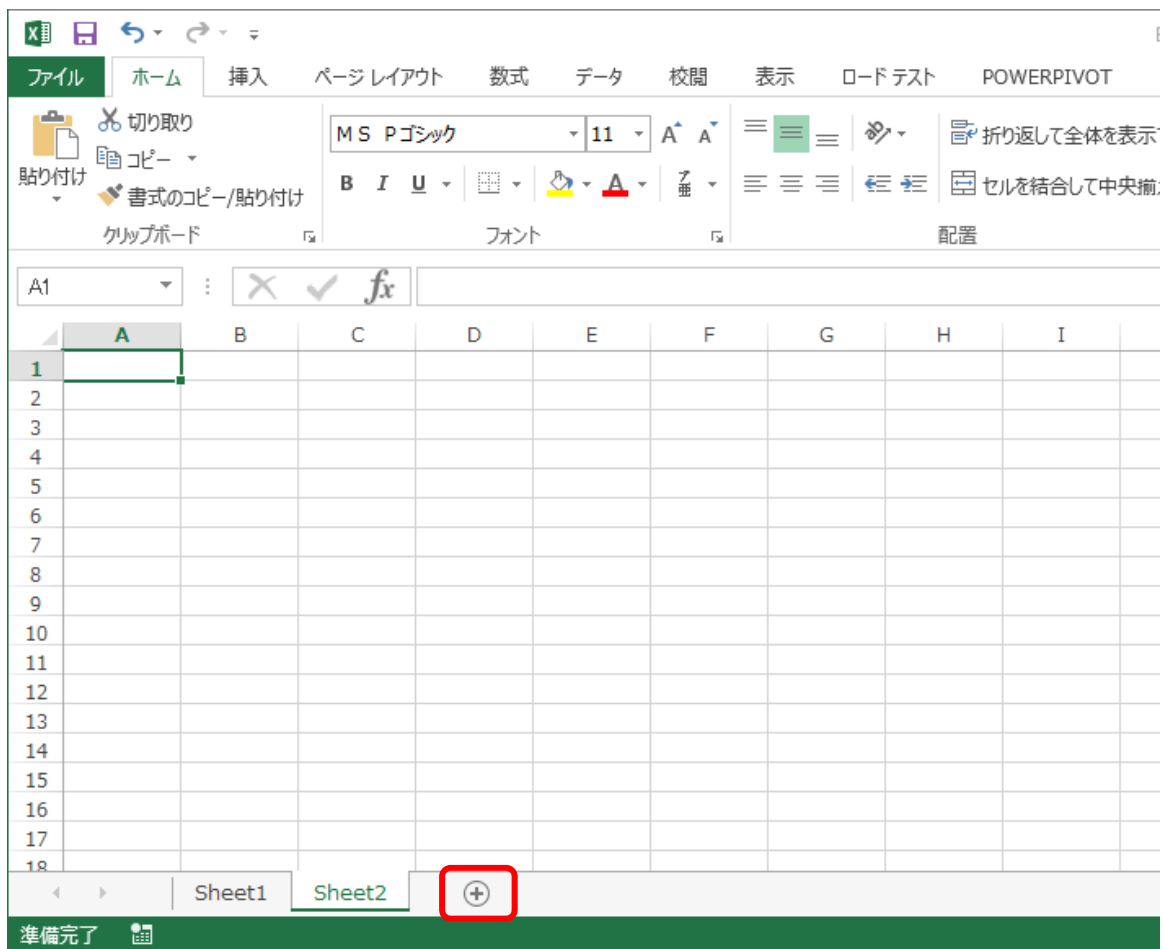 ファイル ホーム 挿入 ページ レイアウト 数式 データ 校閲 表示 ロード テスト POWERPIVOT
貼り付け
切り取り
コピー
書式のコピー/貼り付け
クリップボード
ＭＳ Ｐゴシック 11 A A
B I U A ア亜
フォント
折り返して全体を表示
セルを結合して中央揃
配置
A1 fx
A B C D E F G H I
1
2
3
4
5
6
7
8
9
10
11
12
13
14
15
16
17
18
Sheet1 Sheet2
準備完了